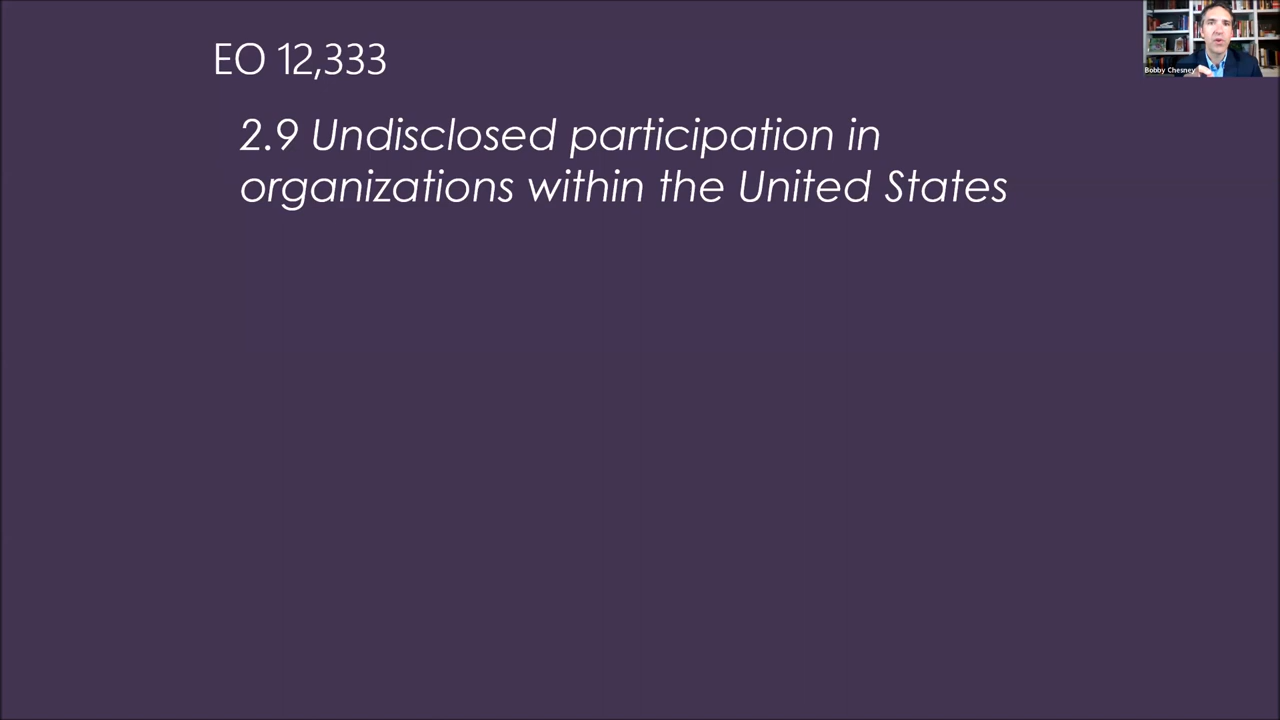 EO 12,333
2.9 Undisclosed participation in
organizations within the United States
Bobby Chesney